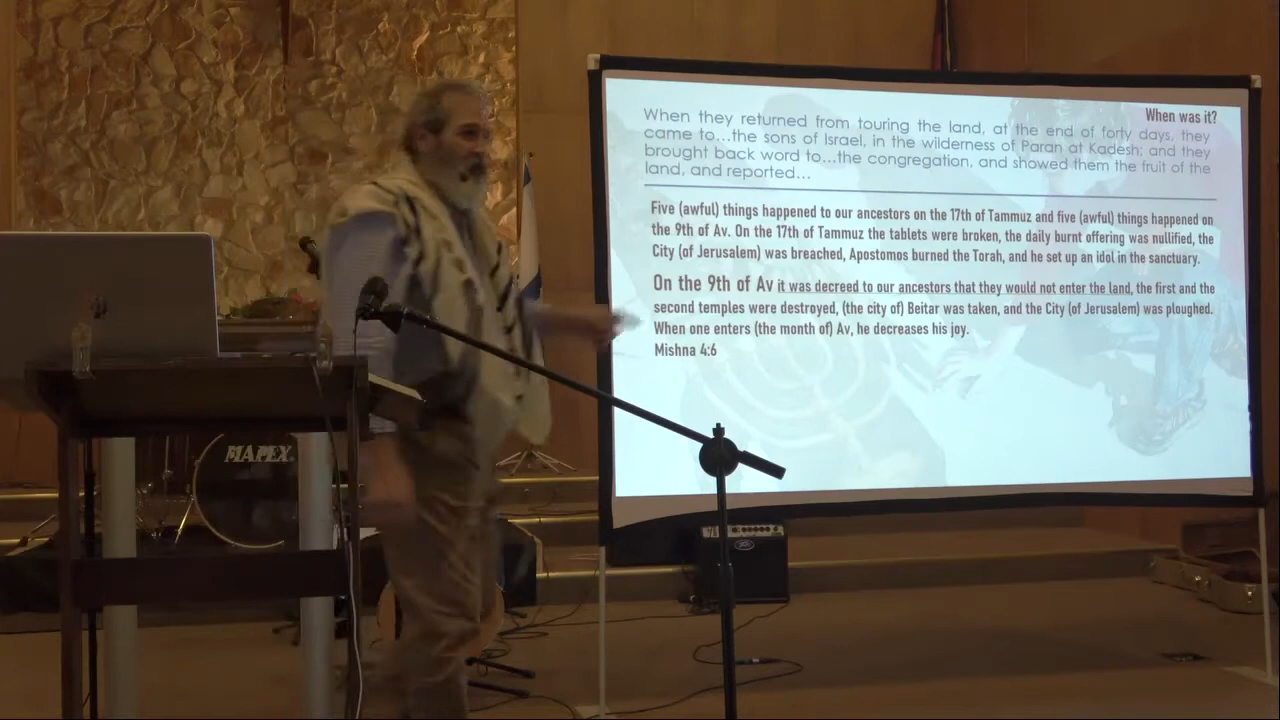 When was it?
When they returned from touring the land, at the end of forty days, they
came to...the sons of Israel, in the wilderness of Paran at Kadesh; and they
brought back word to...the congregation, and showed them the fruit of the
land, and reported...
Five (awful) things happened to our ancestors on the 17th of Tammuz and five (awful) things happened on
the 9th of Av. On the 17th of Tammuz the tablets were broken, the daily burnt offering was nullified, the
City (of Jerusalem) was breached, Apostomos burned the Torah, and he set up an idol in the sanctuary.
On the 9th of Av it was decreed to our ancestors that they would not enter the land, the first and the
second temples were destroyed, (the city of) Beitar was taken, and the City (of Jerusalem) was ploughed.
When one enters (the month of) Av, he decreases his joy.
Mishna 4:6
MAPEX